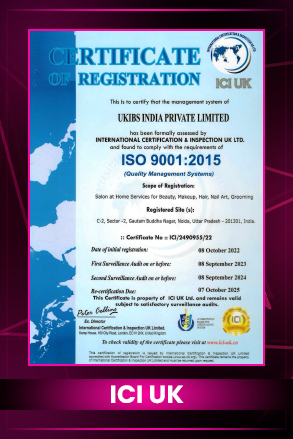 CERTIFICATE
OF REGISTRATION
ICI UK
This is to certify that the management system of
UKIBS INDIA PRIVATE LIMITED
has been formally assessed by
INTERNATIONAL CERTIFICATION & INSPECTION UK LTD.
and found to comply with the requirements of
ISO 9001:2015
(Quality Management Systems)
Scope of Registration:
Salon at Home Services for Beauty, Makeup, Hair, Nail Art, Grooming
Registered Site (s):
C-2, Sector -2, Gautam Buddha Nagar, Noida, Uttar Pradesh - 201301, India.
:: Certificate No :: ICI/2490955/22
Date of initial registration: 08 October 2022
First Surveillance Audit on or before: 08 September 2023
Second Surveillance Audit on or before: 08 September 2024
Re-certification Due: 07 October 2025
This Certificate is property of ICI UK Ltd. and remains valid
subject to satisfactory surveillance audits.
Ex. Director
International Certification & Inspection UK Limited.
To check validity of the certificate please visit at www.iciuk.co
ICI UK